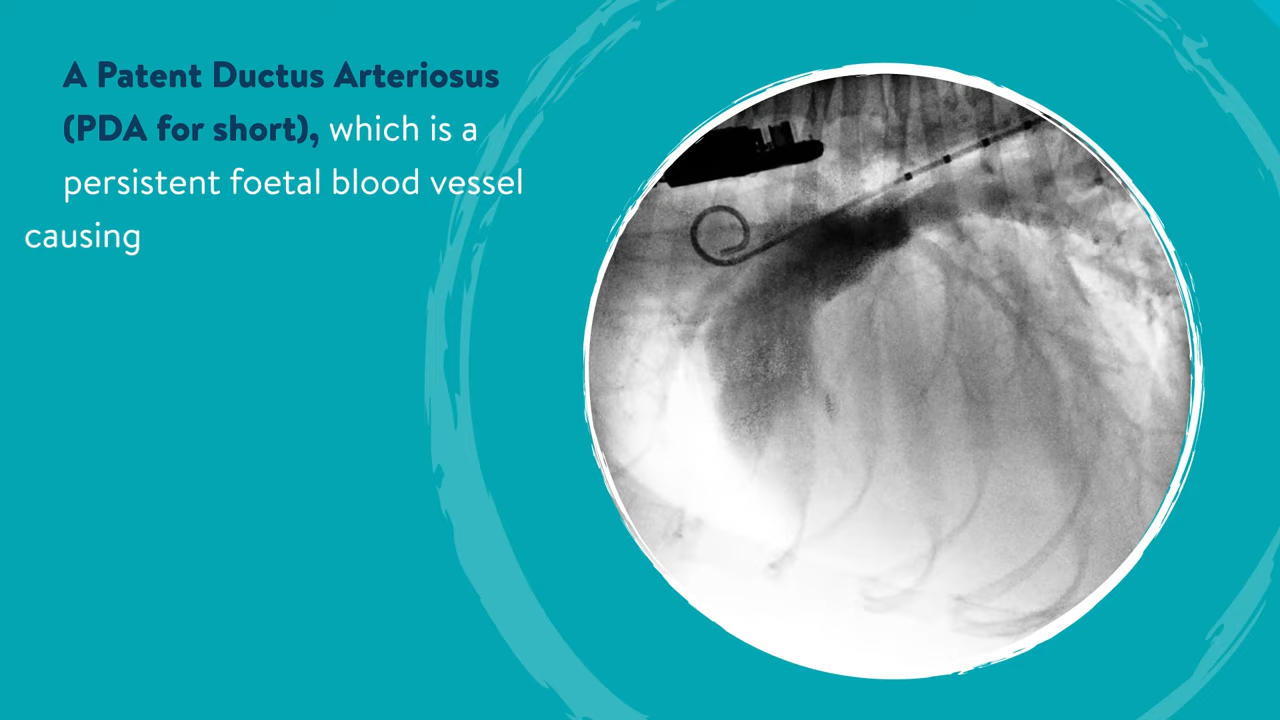 A Patent Ductus Arteriosus
(PDA for short), which is a
persistent foetal blood vessel
causing